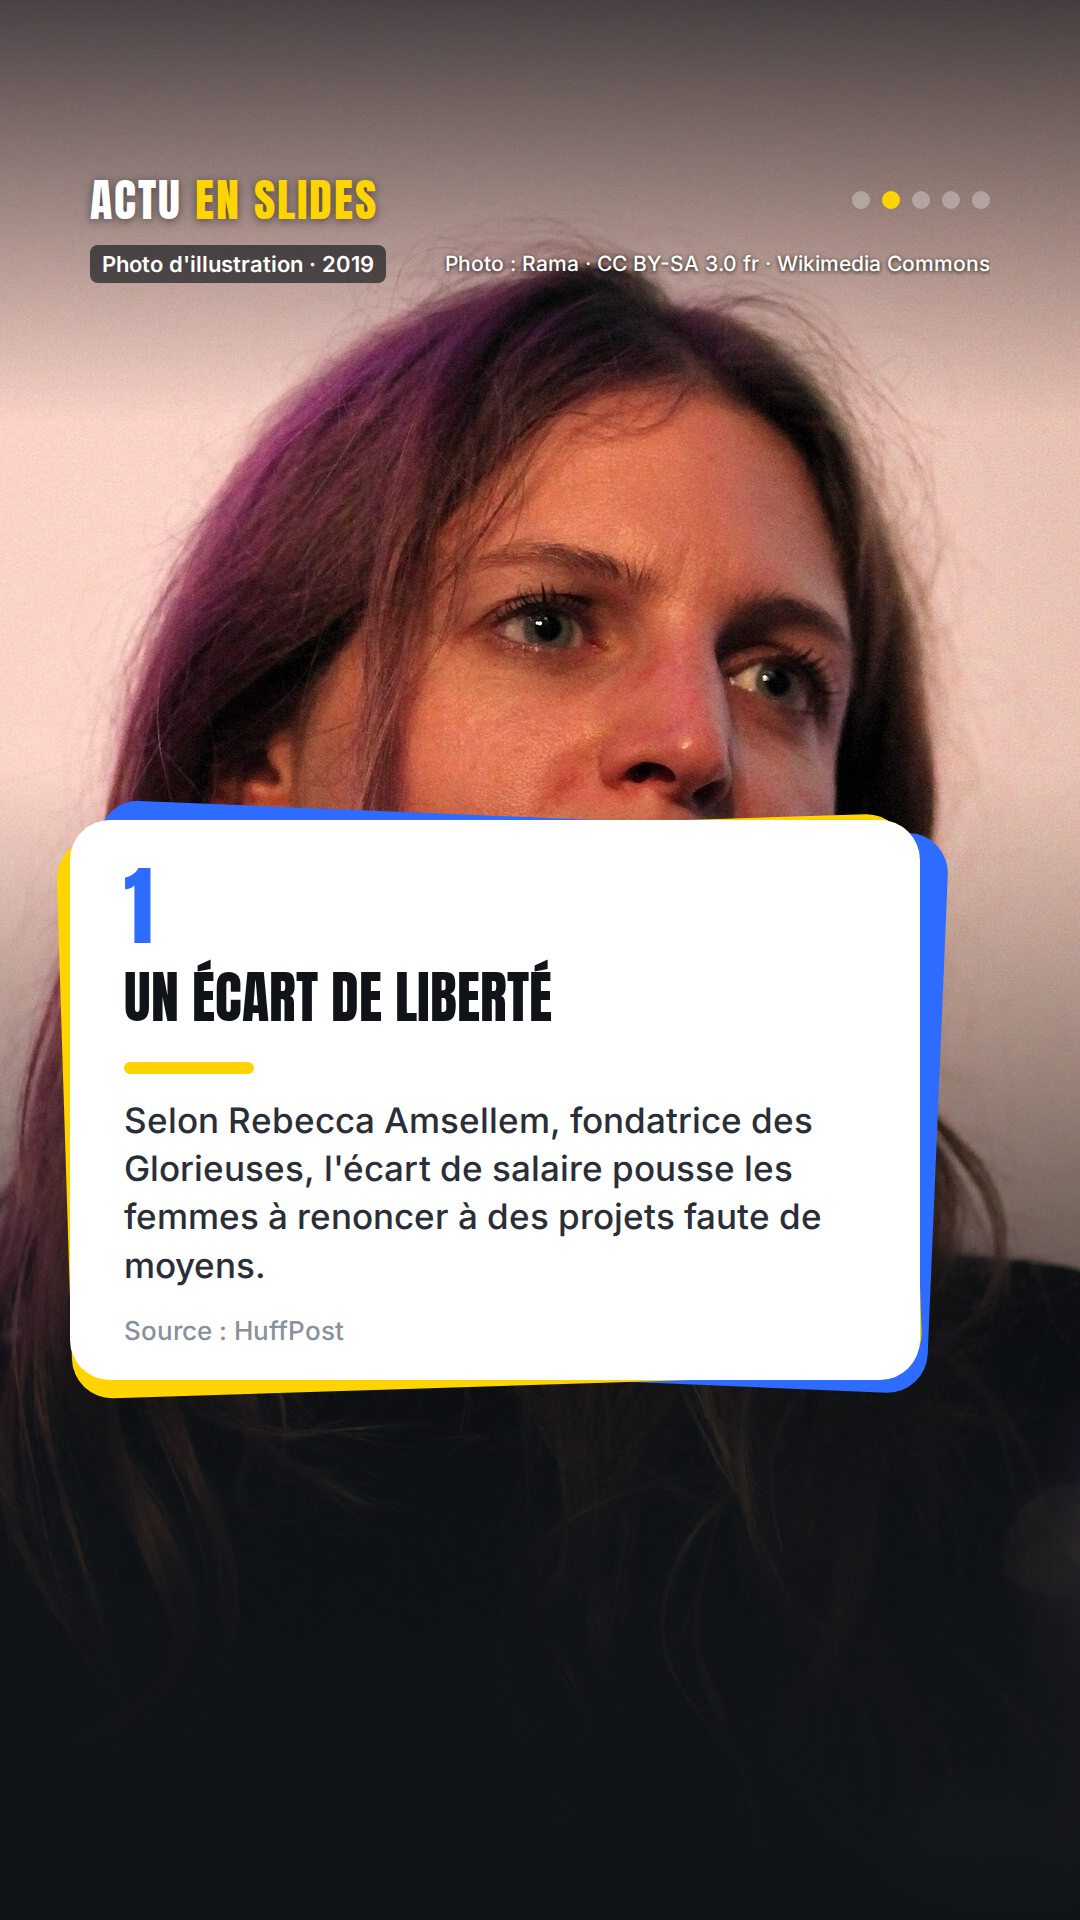 ACTU EN SLIDES
Photo d'illustration · 2019
Photo : Rama · CC BY-SA 3.0 fr · Wikimedia Commons
1
UN ÉCART DE LIBERTÉ
Selon Rebecca Amsellem, fondatrice des
Glorieuses, l'écart de salaire pousse les
femmes à renoncer à des projets faute de
moyens.
Source : HuffPost